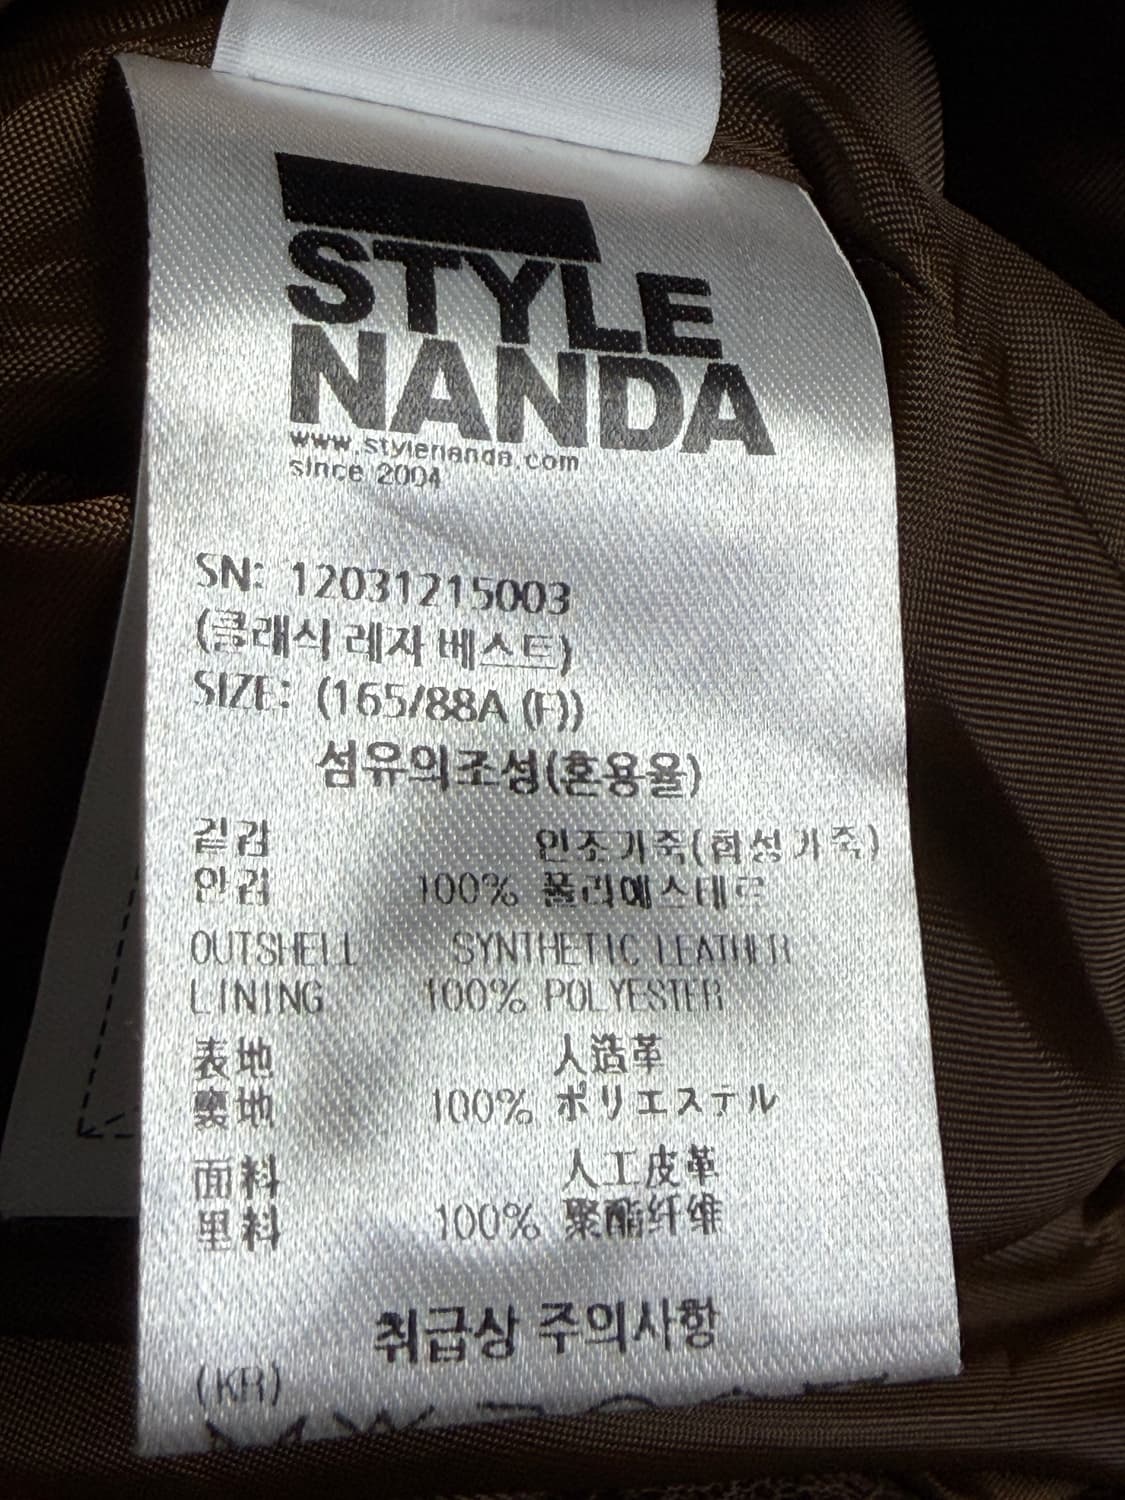 STYLE
NANDA
www.stylenanda.com
since 2004
SN: 12031215003
(클래식 레자 베스트)
SIZE: (165/88A (F))
섬유의조성(혼용율)
겉감 인조가죽(합성가죽)
안감 100% 폴리에스테르
OUTSHELL SYNTHETIC LEATHER
LINING 100% POLYESTER
表地 人造革
裏地 100% ポリエステル
面料 人工皮革
里料 100% 聚酯纤维
취급상 주의사항
(KR)